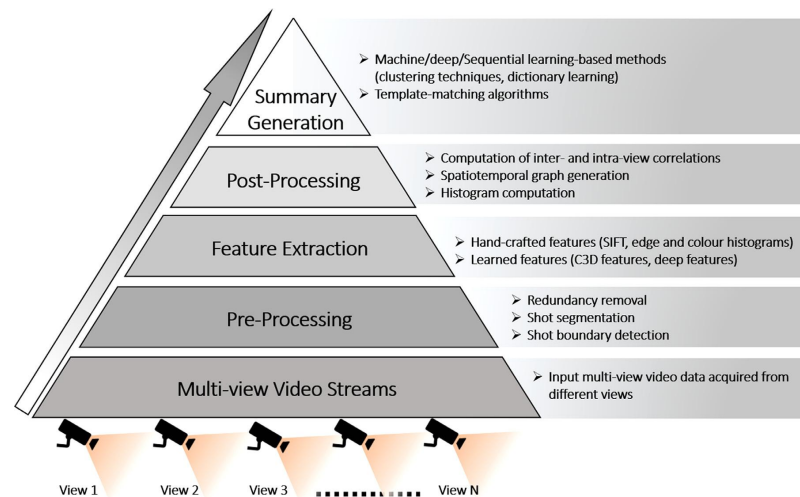 Summary
Generation
➢ Machine/deep/Sequential learning-based methods
(clustering techniques, dictionary learning)
➢ Template-matching algorithms
Post-Processing
➢ Computation of inter- and intra-view correlations
➢ Spatiotemporal graph generation
➢ Histogram computation
Feature Extraction
➢ Hand-crafted features (SIFT, edge and colour histograms)
➢ Learned features (C3D features, deep features)
Pre-Processing
➢ Redundancy removal
➢ Shot segmentation
➢ Shot boundary detection
Multi-view Video Streams
➢ Input multi-view video data acquired from
different views
View 1 View 2 View 3 View N